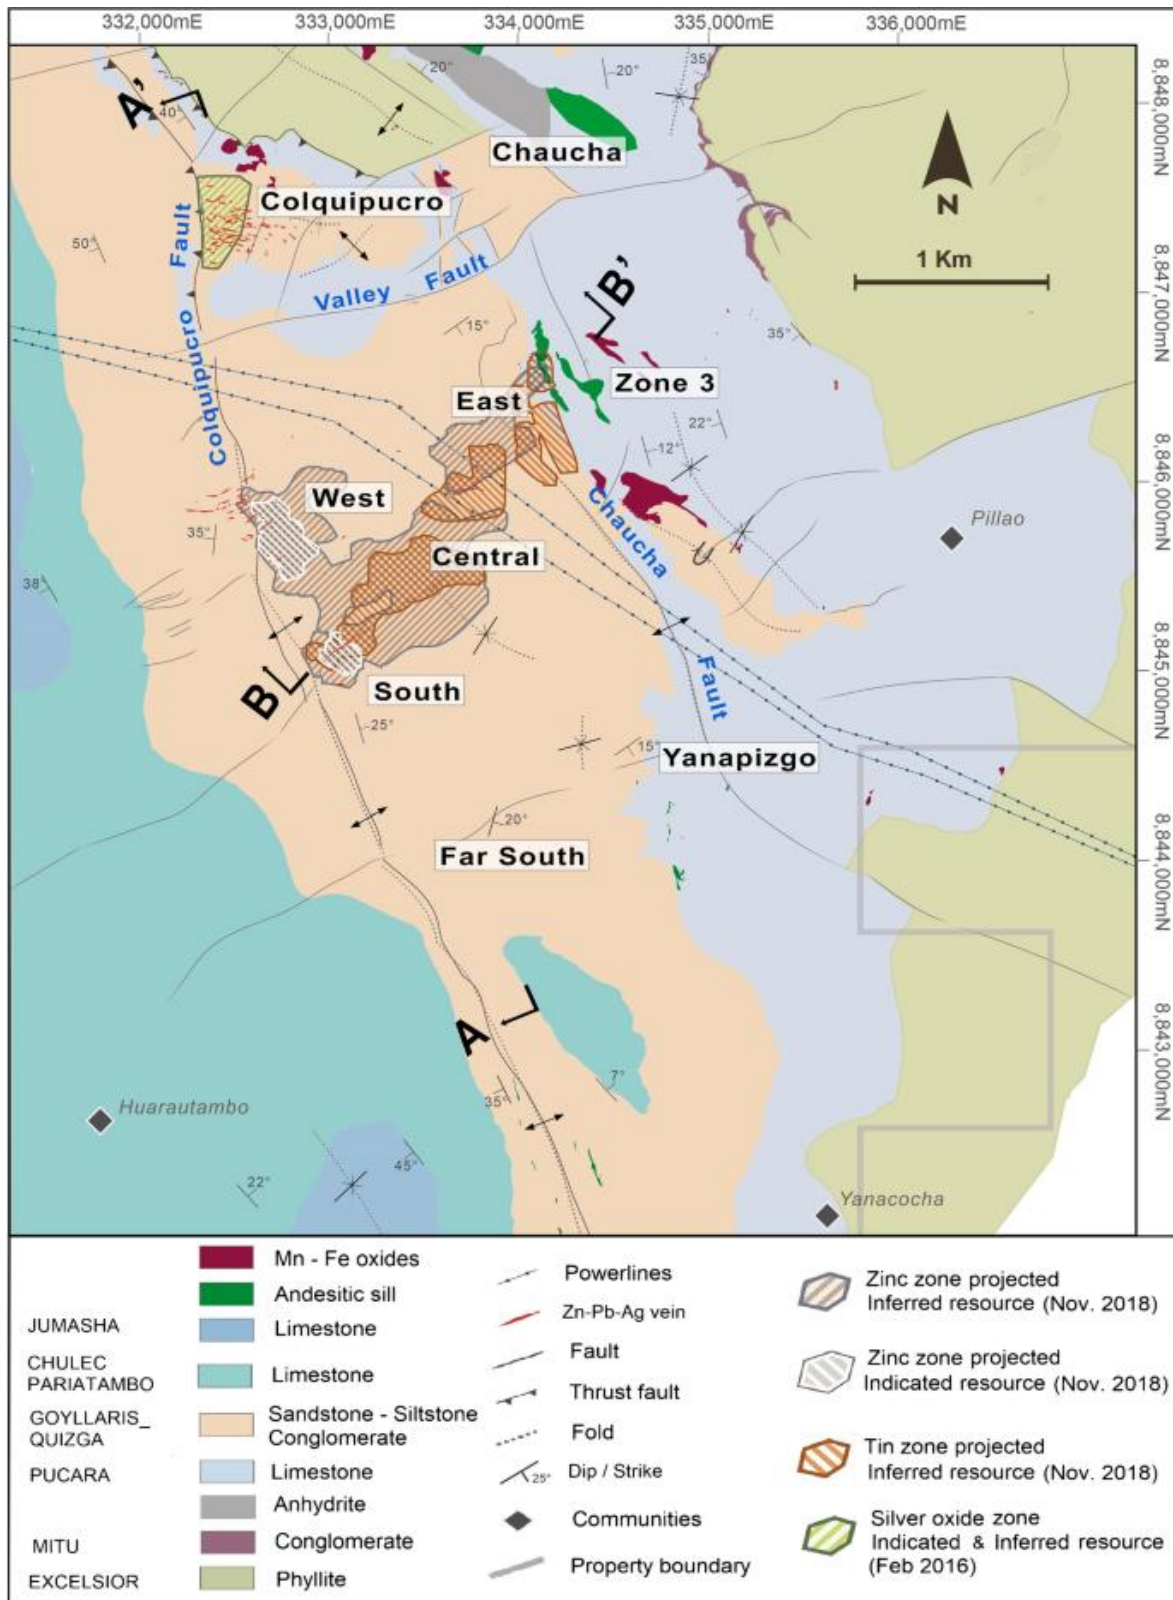 332,000mE
333,000mE
334,000mE
335,000mE
336,000mE
8,848,000mN
8,847,000mN
8,846,000mN
8,845,000mN
8,844,000mN
8,843,000mN
A'
40°
20°
20°
35°
Chaucha
N
1 Km
Colquipucro
50°
Valley Fault
Colquipucro Fault
B'
15°
35°
Zone 3
East
22°
12°
West
35°
Chaucha Fault
Pillao
Central
38°
B
South
25°
15°
Yanapizgo
20°
Far South
A
7°
35°
Huarautambo
45°
22°
Yanacocha
JUMASHA
CHULEC
PARIATAMBO
GOYLLARIS_
QUIZGA
PUCARA
MITU
EXCELSIOR
Mn - Fe oxides
Andesitic sill
Limestone
Limestone
Sandstone - Siltstone
Conglomerate
Limestone
Anhydrite
Conglomerate
Phyllite
Powerlines
Zn-Pb-Ag vein
Fault
Thrust fault
Fold
25°
Dip / Strike
Communities
Property boundary
Zinc zone projected
Inferred resource (Nov. 2018)
Zinc zone projected
Indicated resource (Nov. 2018)
Tin zone projected
Inferred resource (Nov. 2018)
Silver oxide zone
Indicated & Inferred resource
(Feb 2016)